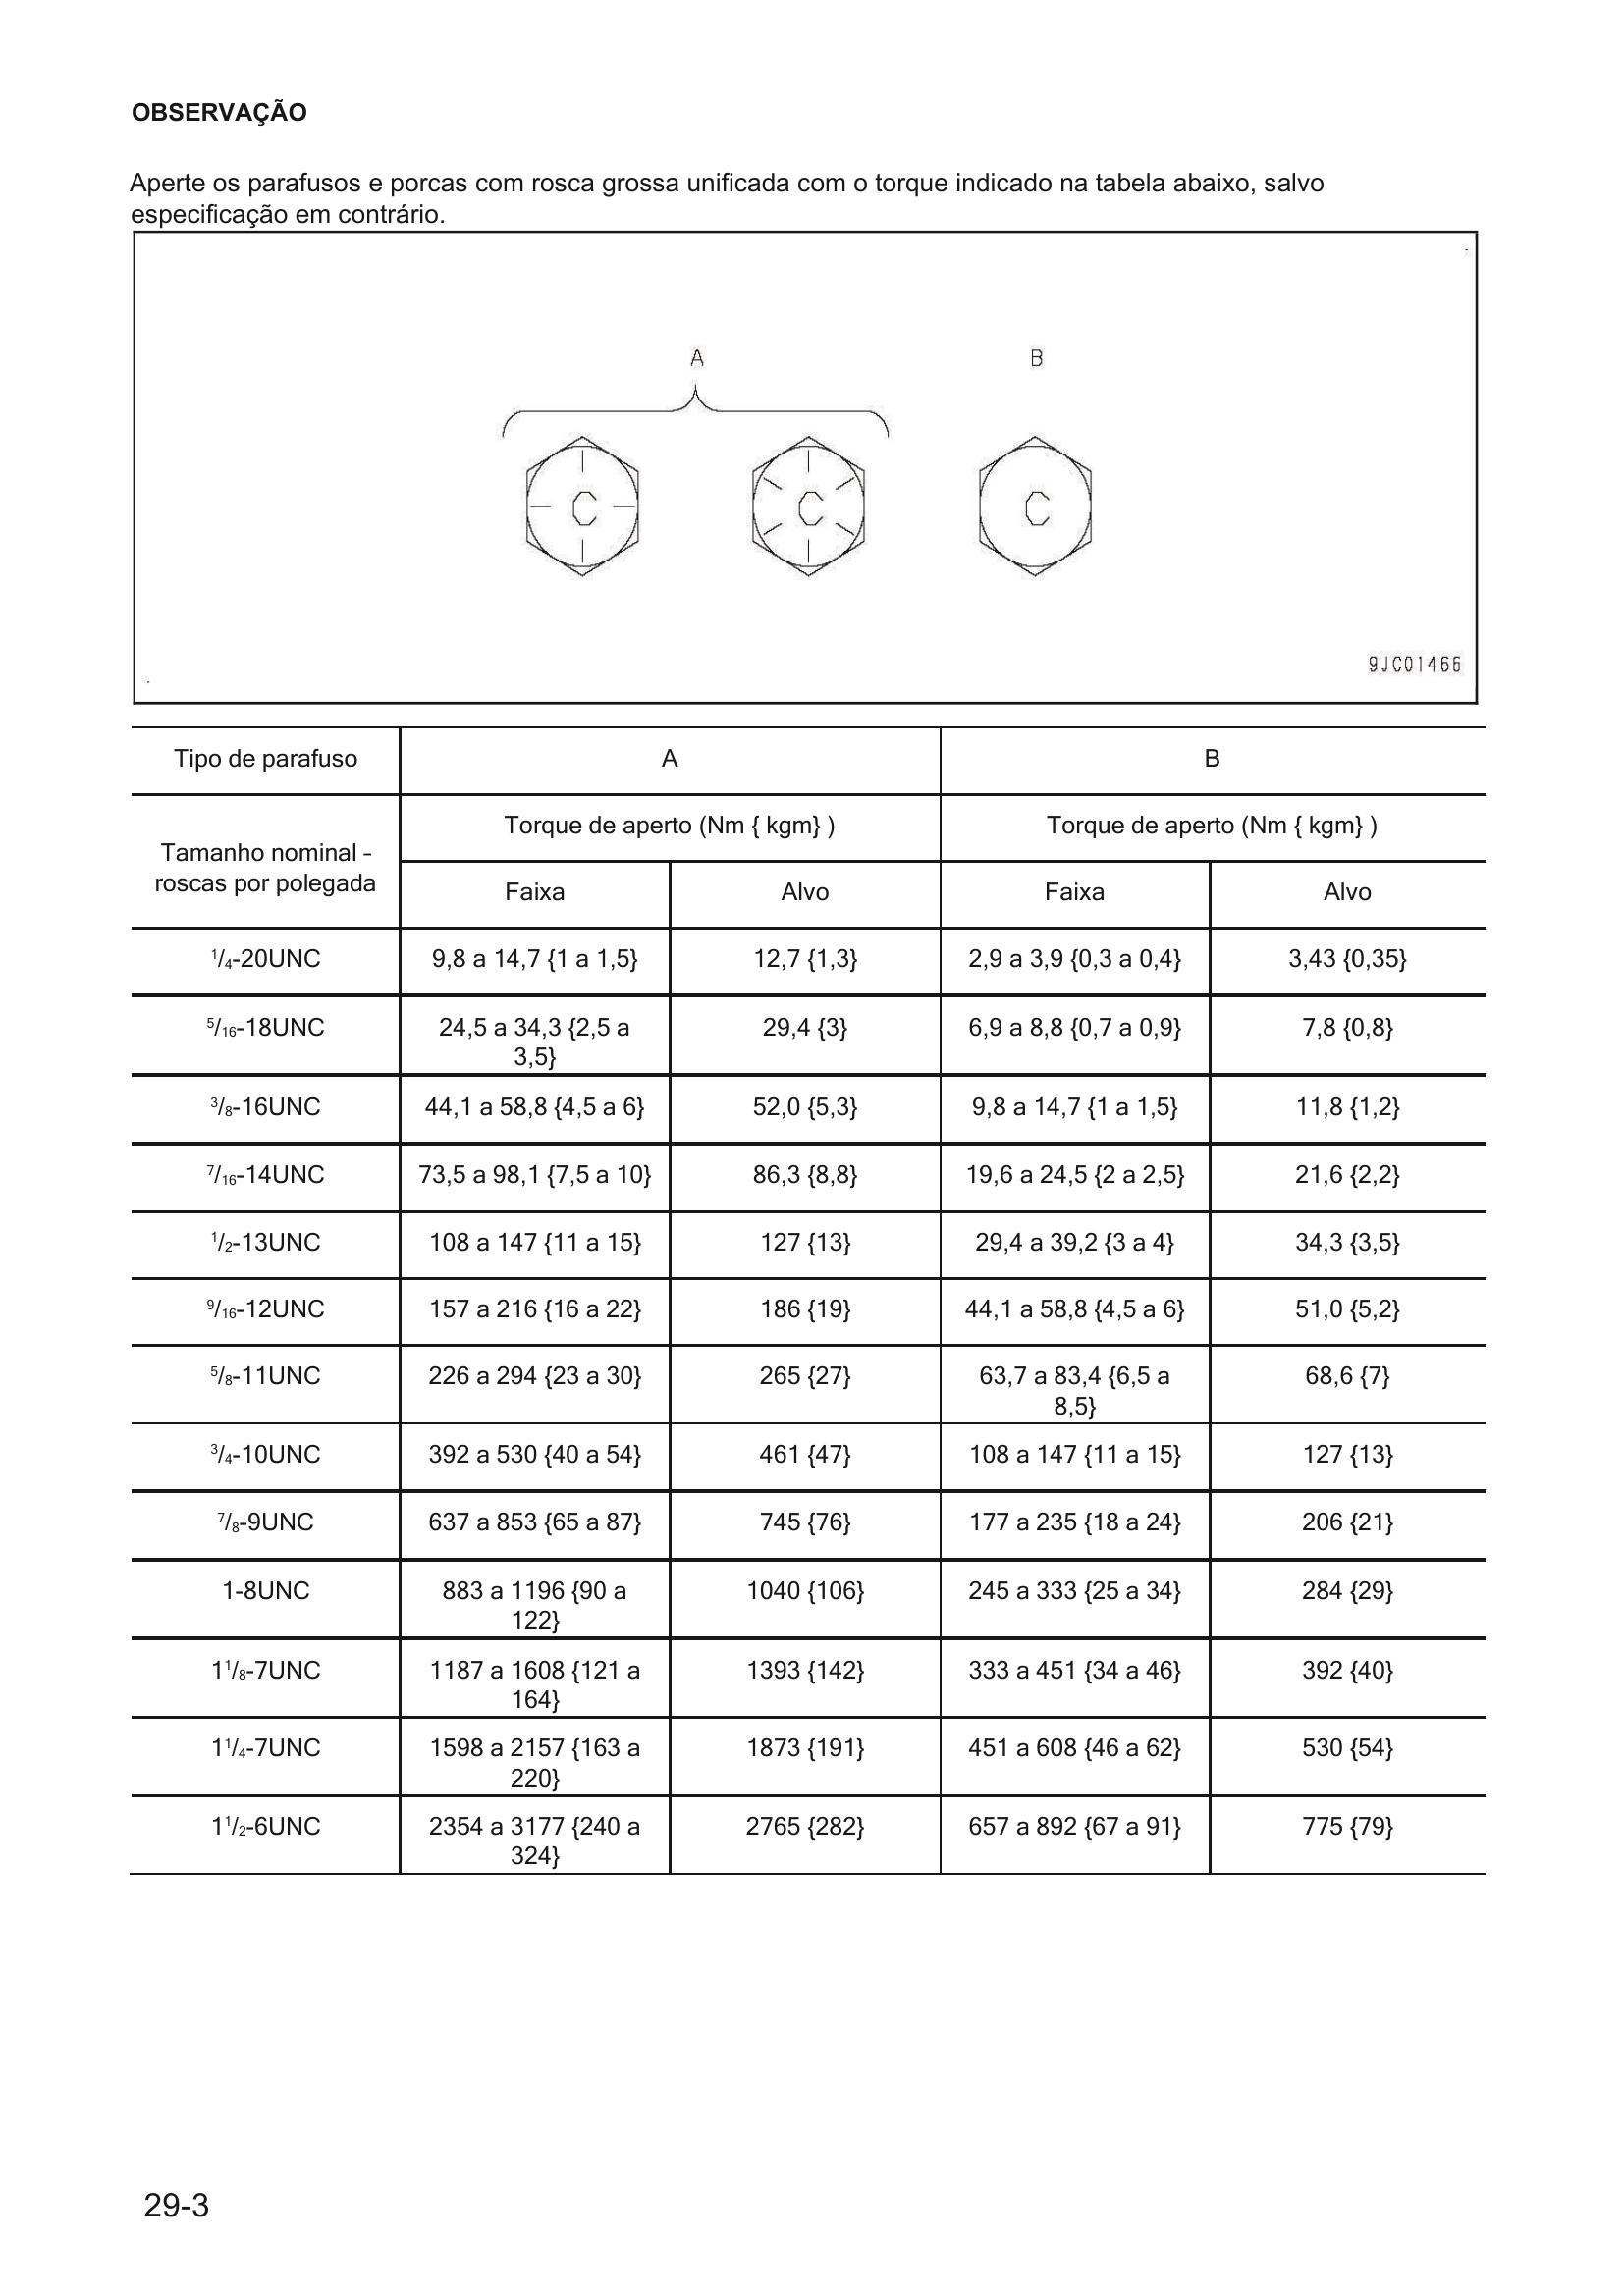 OBSERVAÇÃO
Aperte os parafusos e porcas com rosca grossa unificada com o torque indicado na tabela abaixo, salvo
especificação em contrário.
A B
C C C
9JC01466
Tipo de parafuso A B
Tamanho nominal -
roscas por polegada
Torque de aperto (Nm { kgm} ) Torque de aperto (Nm { kgm} )
Faixa Alvo Faixa Alvo
1/4-20UNC 9,8 a 14,7 {1 a 1,5} 12,7 {1,3} 2,9 a 3,9 {0,3 a 0,4} 3,43 {0,35}
5/16-18UNC 24,5 a 34,3 {2,5 a
3,5} 29,4 {3} 6,9 a 8,8 {0,7 a 0,9} 7,8 {0,8}
3/8-16UNC 44,1 a 58,8 {4,5 a 6} 52,0 {5,3} 9,8 a 14,7 {1 a 1,5} 11,8 {1,2}
7/16-14UNC 73,5 a 98,1 {7,5 a 10} 86,3 {8,8} 19,6 a 24,5 {2 a 2,5} 21,6 {2,2}
1/2-13UNC 108 a 147 {11 a 15} 127 {13} 29,4 a 39,2 {3 a 4} 34,3 {3,5}
9/16-12UNC 157 a 216 {16 a 22} 186 {19} 44,1 a 58,8 {4,5 a 6} 51,0 {5,2}
5/8-11UNC 226 a 294 {23 a 30} 265 {27} 63,7 a 83,4 {6,5 a
8,5} 68,6 {7}
3/4-10UNC 392 a 530 {40 a 54} 461 {47} 108 a 147 {11 a 15} 127 {13}
7/8-9UNC 637 a 853 {65 a 87} 745 {76} 177 a 235 {18 a 24} 206 {21}
1-8UNC 883 a 1196 {90 a
122} 1040 {106} 245 a 333 {25 a 34} 284 {29}
1 1/8-7UNC 1187 a 1608 {121 a
164} 1393 {142} 333 a 451 {34 a 46} 392 {40}
1 1/4-7UNC 1598 a 2157 {163 a
220} 1873 {191} 451 a 608 {46 a 62} 530 {54}
1 1/2-6UNC 2354 a 3177 {240 a
324} 2765 {282} 657 a 892 {67 a 91} 775 {79}
29-3